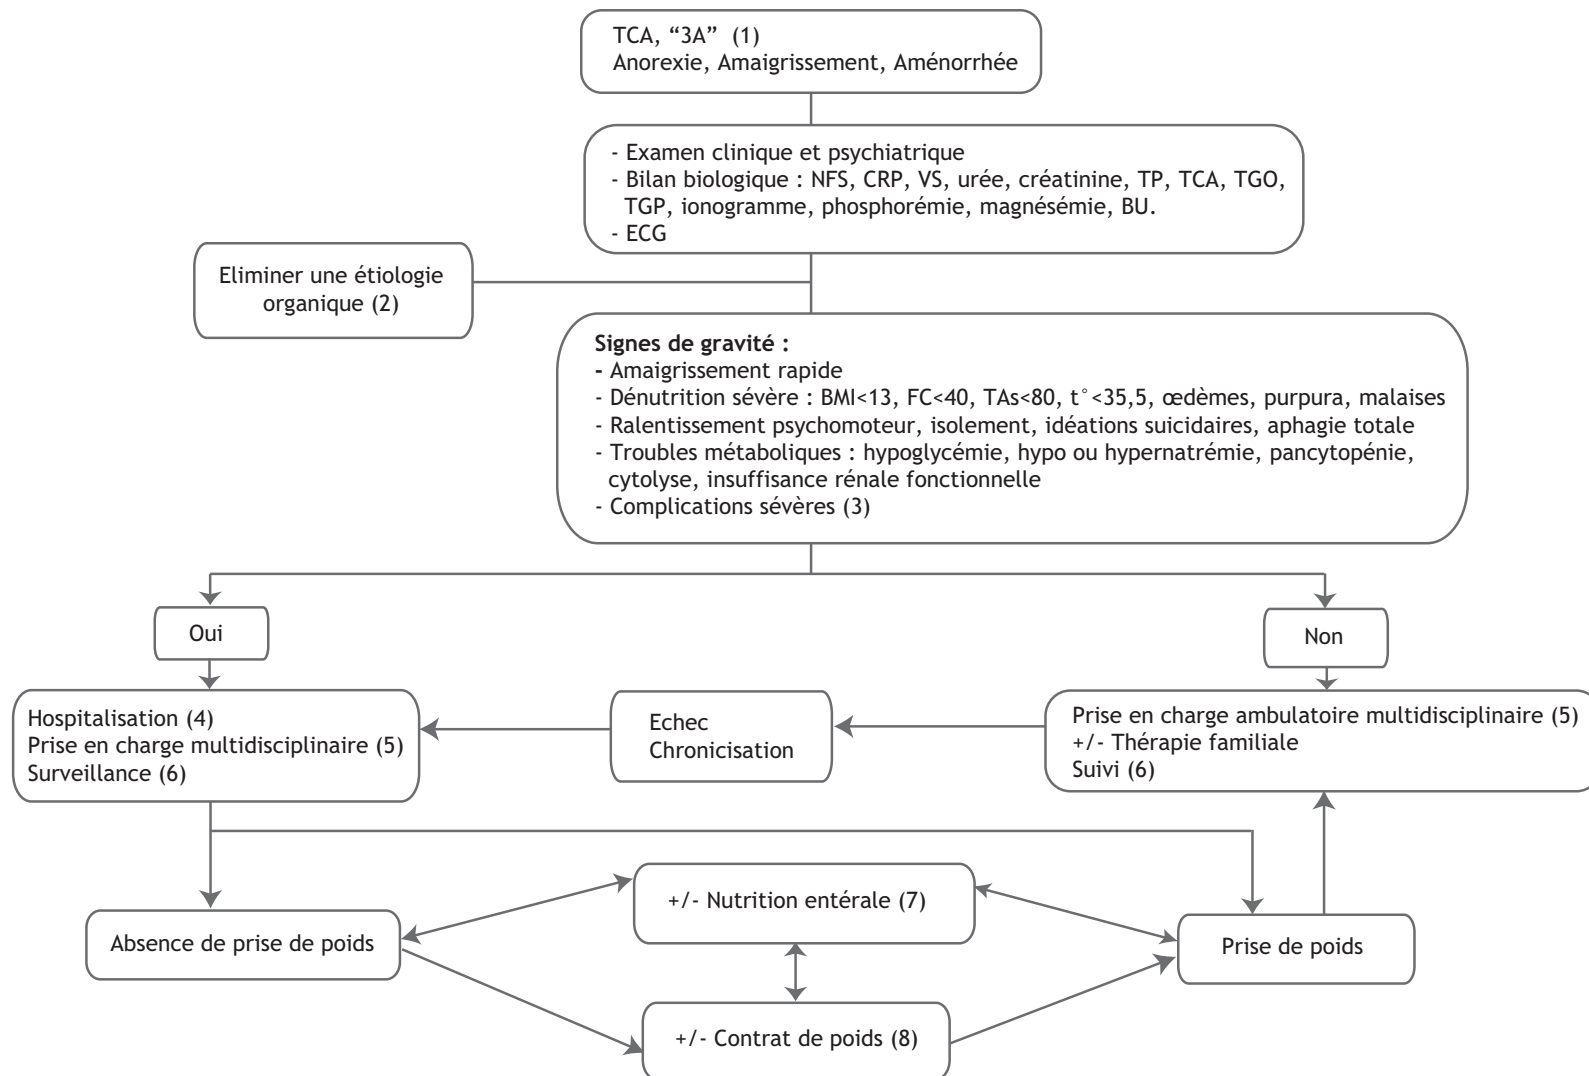 TCA, “3A” (1)
Anorexie, Amaigrissement, Aménorrhée
- Examen clinique et psychiatrique
- Bilan biologique : NFS, CRP, VS, urée, créatinine, TP, TCA, TGO,
TGP, ionogramme, phosphorémie, magnésémie, BU.
- ECG
Eliminer une étiologie
organique (2)
Signes de gravité :
- Amaigrissement rapide
- Dénutrition sévère : BMI<13, FC<40, TAs<80, t°<35,5, œdèmes, purpura, malaises
- Ralentissement psychomoteur, isolement, idéations suicidaires, aphagie totale
- Troubles métaboliques : hypoglycémie, hypo ou hypernatrémie, pancytopénie,
cytolyse, insuffisance rénale fonctionnelle
- Complications sévères (3)
Oui
Non
Hospitalisation (4)
Prise en charge multidisciplinaire (5)
Surveillance (6)
Echec
Chronicisation
Prise en charge ambulatoire multidisciplinaire (5)
+/- Thérapie familiale
Suivi (6)
+/- Nutrition entérale (7)
Absence de prise de poids
Prise de poids
+/- Contrat de poids (8)